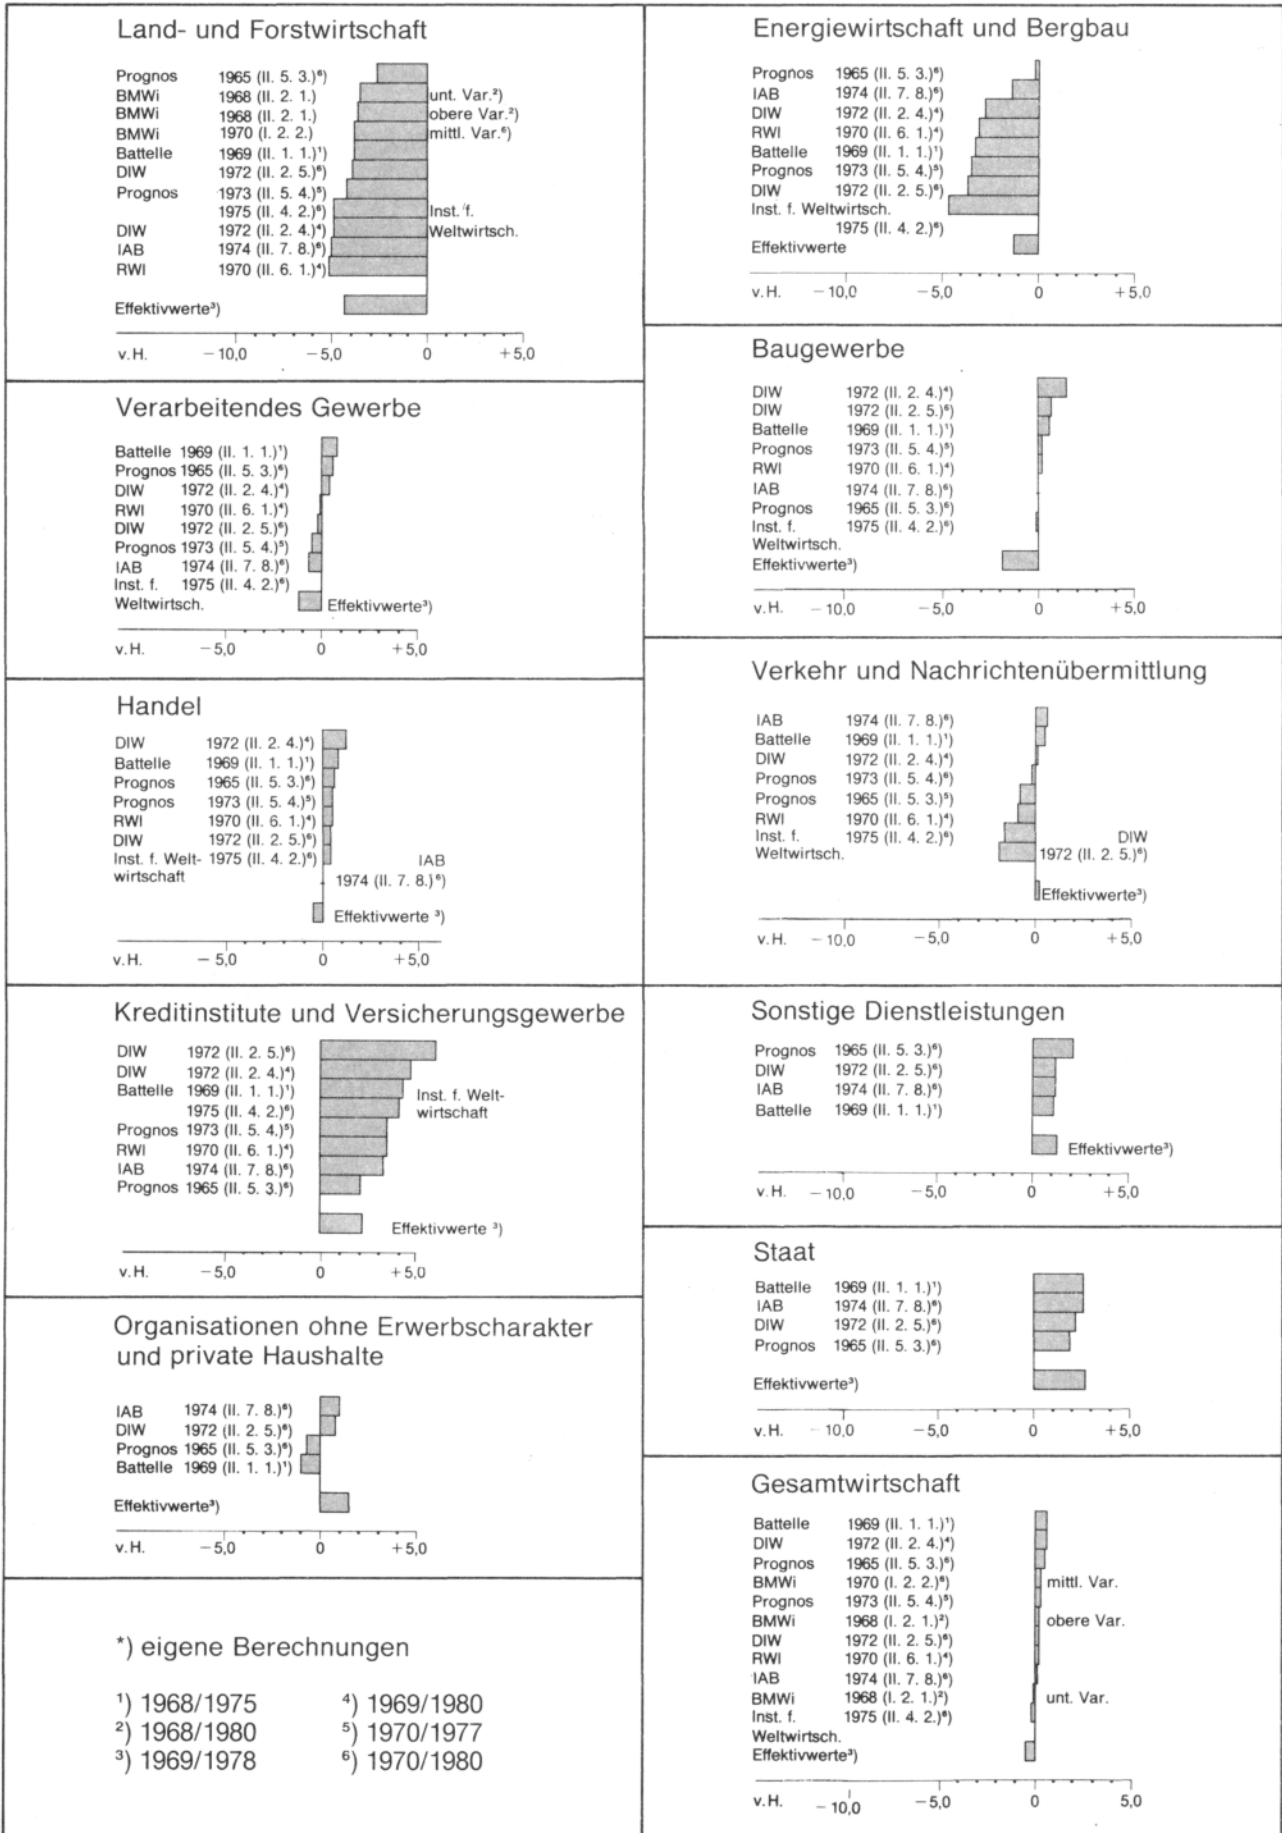 Land- und Forstwirtschaft
Prognos 1965 (II. 5. 3.)⁶)
BMWi 1968 (II. 2. 1.) unt. Var.²)
BMWi 1968 (II. 2. 1.) obere Var.²)
BMWi 1970 (I. 2. 2.) mittl. Var.⁶)
Battelle 1969 (II. 1. 1.)¹)
DIW 1972 (II. 2. 5.)⁶)
Prognos 1973 (II. 5. 4.)⁵)
1975 (II. 4. 2.)⁶) Inst. f.
DIW 1972 (II. 2. 4.)⁴) Weltwirtsch.
IAB 1974 (II. 7. 8.)⁶)
RWI 1970 (II. 6. 1.)⁴)
Effektivwerte³)
v.H. −10,0 −5,0 0 +5,0
Verarbeitendes Gewerbe
Battelle 1969 (II. 1. 1.)¹)
Prognos 1965 (II. 5. 3.)⁶)
DIW 1972 (II. 2. 4.)⁴)
RWI 1970 (II. 6. 1.)⁴)
DIW 1972 (II. 2. 5.)⁶)
Prognos 1973 (II. 5. 4.)⁵)
IAB 1974 (II. 7. 8.)⁶)
Inst. f. 1975 (II. 4. 2.)⁶)
Weltwirtsch. Effektivwerte³)
v.H. −5,0 0 +5,0
Handel
DIW 1972 (II. 2. 4.)⁴)
Battelle 1969 (II. 1. 1.)¹)
Prognos 1965 (II. 5. 3.)⁶)
Prognos 1973 (II. 5. 4.)⁵)
RWI 1970 (II. 6. 1.)⁴)
DIW 1972 (II. 2 5.)⁶)
Inst. f. Welt- 1975 (II. 4. 2.)⁶) IAB
wirtschaft 1974 (II. 7. 8.)⁶)
Effektivwerte ³)
v.H. − 5,0 0 +5,0
Kreditinstitute und Versicherungsgewerbe
DIW 1972 (II. 2. 5.)⁶)
DIW 1972 (II. 2. 4.)⁴)
Battelle 1969 (II. 1. 1.)¹) Inst. f. Welt-
1975 (II. 4. 2.)⁶) wirtschaft
Prognos 1973 (II. 5. 4.)⁵)
RWI 1970 (II. 6. 1.)⁴)
IAB 1974 (II. 7. 8.)⁶)
Prognos 1965 (II. 5. 3.)⁶)
Effektivwerte ³)
v.H. −5,0 0 +5,0
Organisationen ohne Erwerbscharakter
und private Haushalte
IAB 1974 (II. 7. 8.)⁶)
DIW 1972 (II. 2. 5.)⁶)
Prognos 1965 (II. 5. 3.)⁶)
Battelle 1969 (II. 1. 1.)¹)
Effektivwerte³)
v.H. −5,0 0 +5,0
*) eigene Berechnungen
¹) 1968/1975 ⁴) 1969/1980
²) 1968/1980 ⁵) 1970/1977
³) 1969/1978 ⁶) 1970/1980
Energiewirtschaft und Bergbau
Prognos 1965 (II. 5. 3.)⁶)
IAB 1974 (II. 7. 8.)⁶)
DIW 1972 (II. 2 4.)⁴)
RWI 1970 (II. 6. 1.)⁴)
Battelle 1969 (II. 1. 1.)¹)
Prognos 1973 (II. 5. 4.)⁵)
DIW 1972 (II. 2. 5.)⁶)
Inst. f. Weltwirtsch.
1975 (II. 4. 2.)⁶)
Effektivwerte
v.H. −10,0 −5,0 0 +5,0
Baugewerbe
DIW 1972 (II. 2. 4.)⁴)
DIW 1972 (II. 2 5.)⁶)
Battelle 1969 (II. 1. 1.)¹)
Prognos 1973 (II. 5. 4.)⁵)
RWI 1970 (II. 6. 1.)⁴)
IAB 1974 (II. 7. 8.)⁶)
Prognos 1965 (II. 5. 3.)⁶)
Inst. f. 1975 (II. 4. 2.)⁶)
Weltwirtsch.
Effektivwerte³)
v.H. −10,0 −5,0 0 +5,0
Verkehr und Nachrichtenübermittlung
IAB 1974 (II. 7. 8.)⁶)
Battelle 1969 (II. 1. 1.)¹)
DIW 1972 (II. 2. 4.)⁴)
Prognos 1973 (II. 5. 4.)⁶)
Prognos 1965 (II. 5. 3.)⁵)
RWI 1970 (II. 6. 1.)⁴)
Inst. f. 1975 (II. 4. 2.)⁶) DIW
Weltwirtsch. 1972 (II. 2. 5.)⁶)
Effektivwerte³)
v.H. −10,0 −5,0 0 +5,0
Sonstige Dienstleistungen
Prognos 1965 (II. 5. 3.)⁶)
DIW 1972 (II. 2. 5.)⁶)
IAB 1974 (II. 7. 8.)⁶)
Battelle 1969 (II. 1. 1.)¹)
Effektivwerte³)
v.H. −10,0 −5,0 0 +5,0
Staat
Battelle 1969 (II. 1. 1.)¹)
IAB 1974 (II. 7. 8.)⁶)
DIW 1972 (II. 2. 5.)⁶)
Prognos 1965 (II. 5. 3.)⁶)
Effektivwerte³)
v.H. −10,0 −5,0 0 +5,0
Gesamtwirtschaft
Battelle 1969 (II. 1. 1.)¹)
DIW 1972 (II. 2. 4.)⁴)
Prognos 1965 (II. 5. 3.)⁶)
BMWi 1970 (I. 2 2.)⁶) mittl. Var.
Prognos 1973 (II. 5. 4.)⁵)
BMWi 1968 (I. 2. 1.)²) obere Var.
DIW 1972 (II. 2. 5.)⁶)
RWI 1970 (II. 6. 1.)⁴)
IAB 1974 (II. 7. 8.)⁶)
BMWi 1968 (I. 2. 1.)²) unt. Var.
Inst. f. 1975 (II. 4. 2.)⁶)
Weltwirtsch.
Effektivwerte³)
v.H. −10,0 −5,0 0 5,0